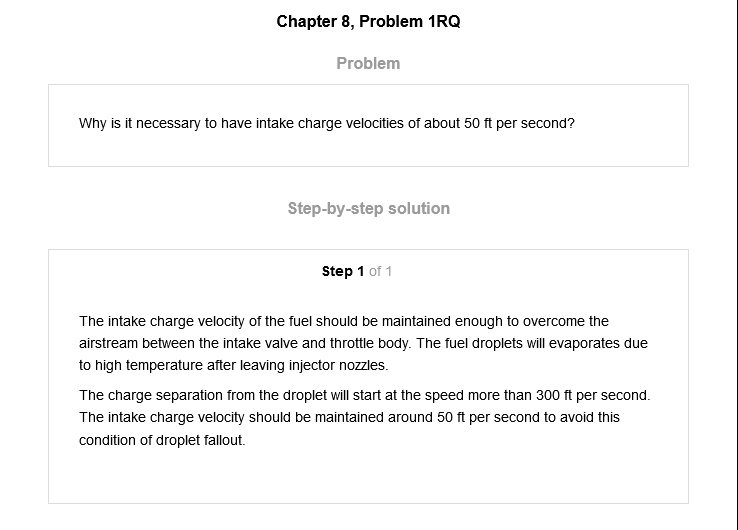 Chapter 8, Problem 1RQ
Problem
Why is it necessary to have intake charge velocities of about 50 ft per second?
Step-by-step solution
Step 1 of 1
The intake charge velocity of the fuel should be maintained enough to overcome the
airstream between the intake valve and throttle body. The fuel droplets will evaporates due
to high temperature after leaving injector nozzles.
The charge separation from the droplet will start at the speed more than 300 ft per second.
The intake charge velocity should be maintained around 50 ft per second to avoid this
condition of droplet fallout.